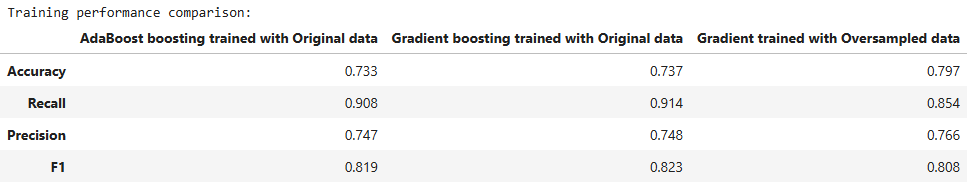 Training performance comparison:
AdaBoost boosting trained with Original data Gradient boosting trained with Original data Gradient trained with Oversampled data
Accuracy 0.733 0.737 0.797
Recall 0.908 0.914 0.854
Precision 0.747 0.748 0.766
F1 0.819 0.823 0.808